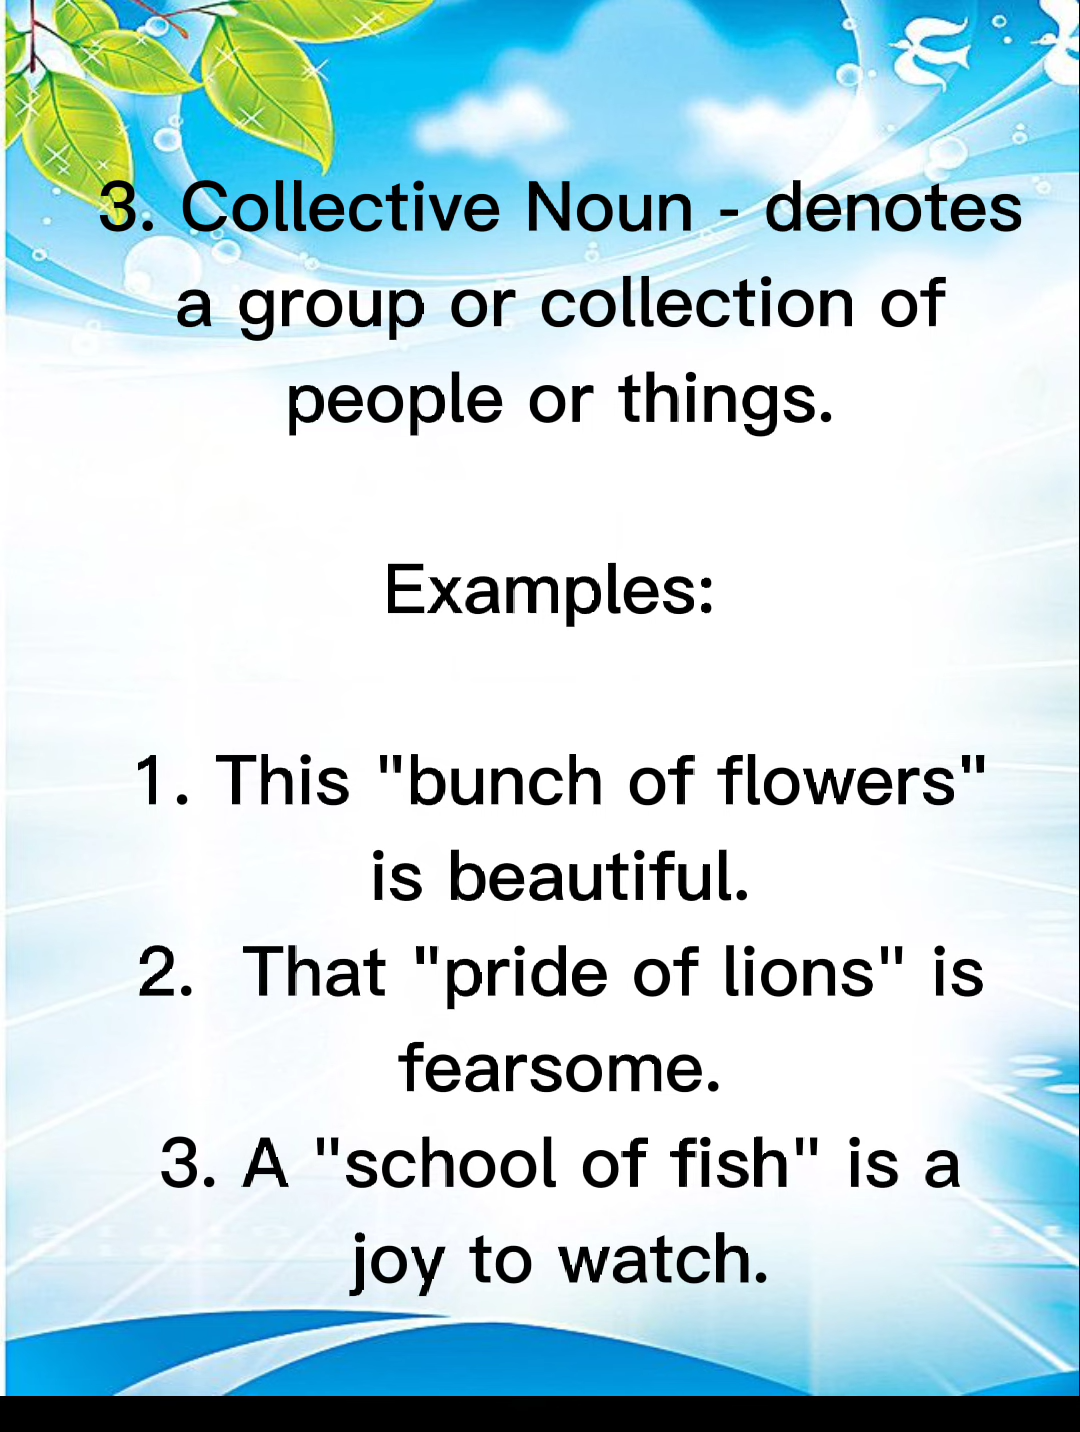 3. Collective Noun - denotes
a group or collection of
people or things.
Examples:
1. This "bunch of flowers"
is beautiful.
2. That "pride of lions" is
fearsome.
3. A "school of fish" is a
joy to watch.